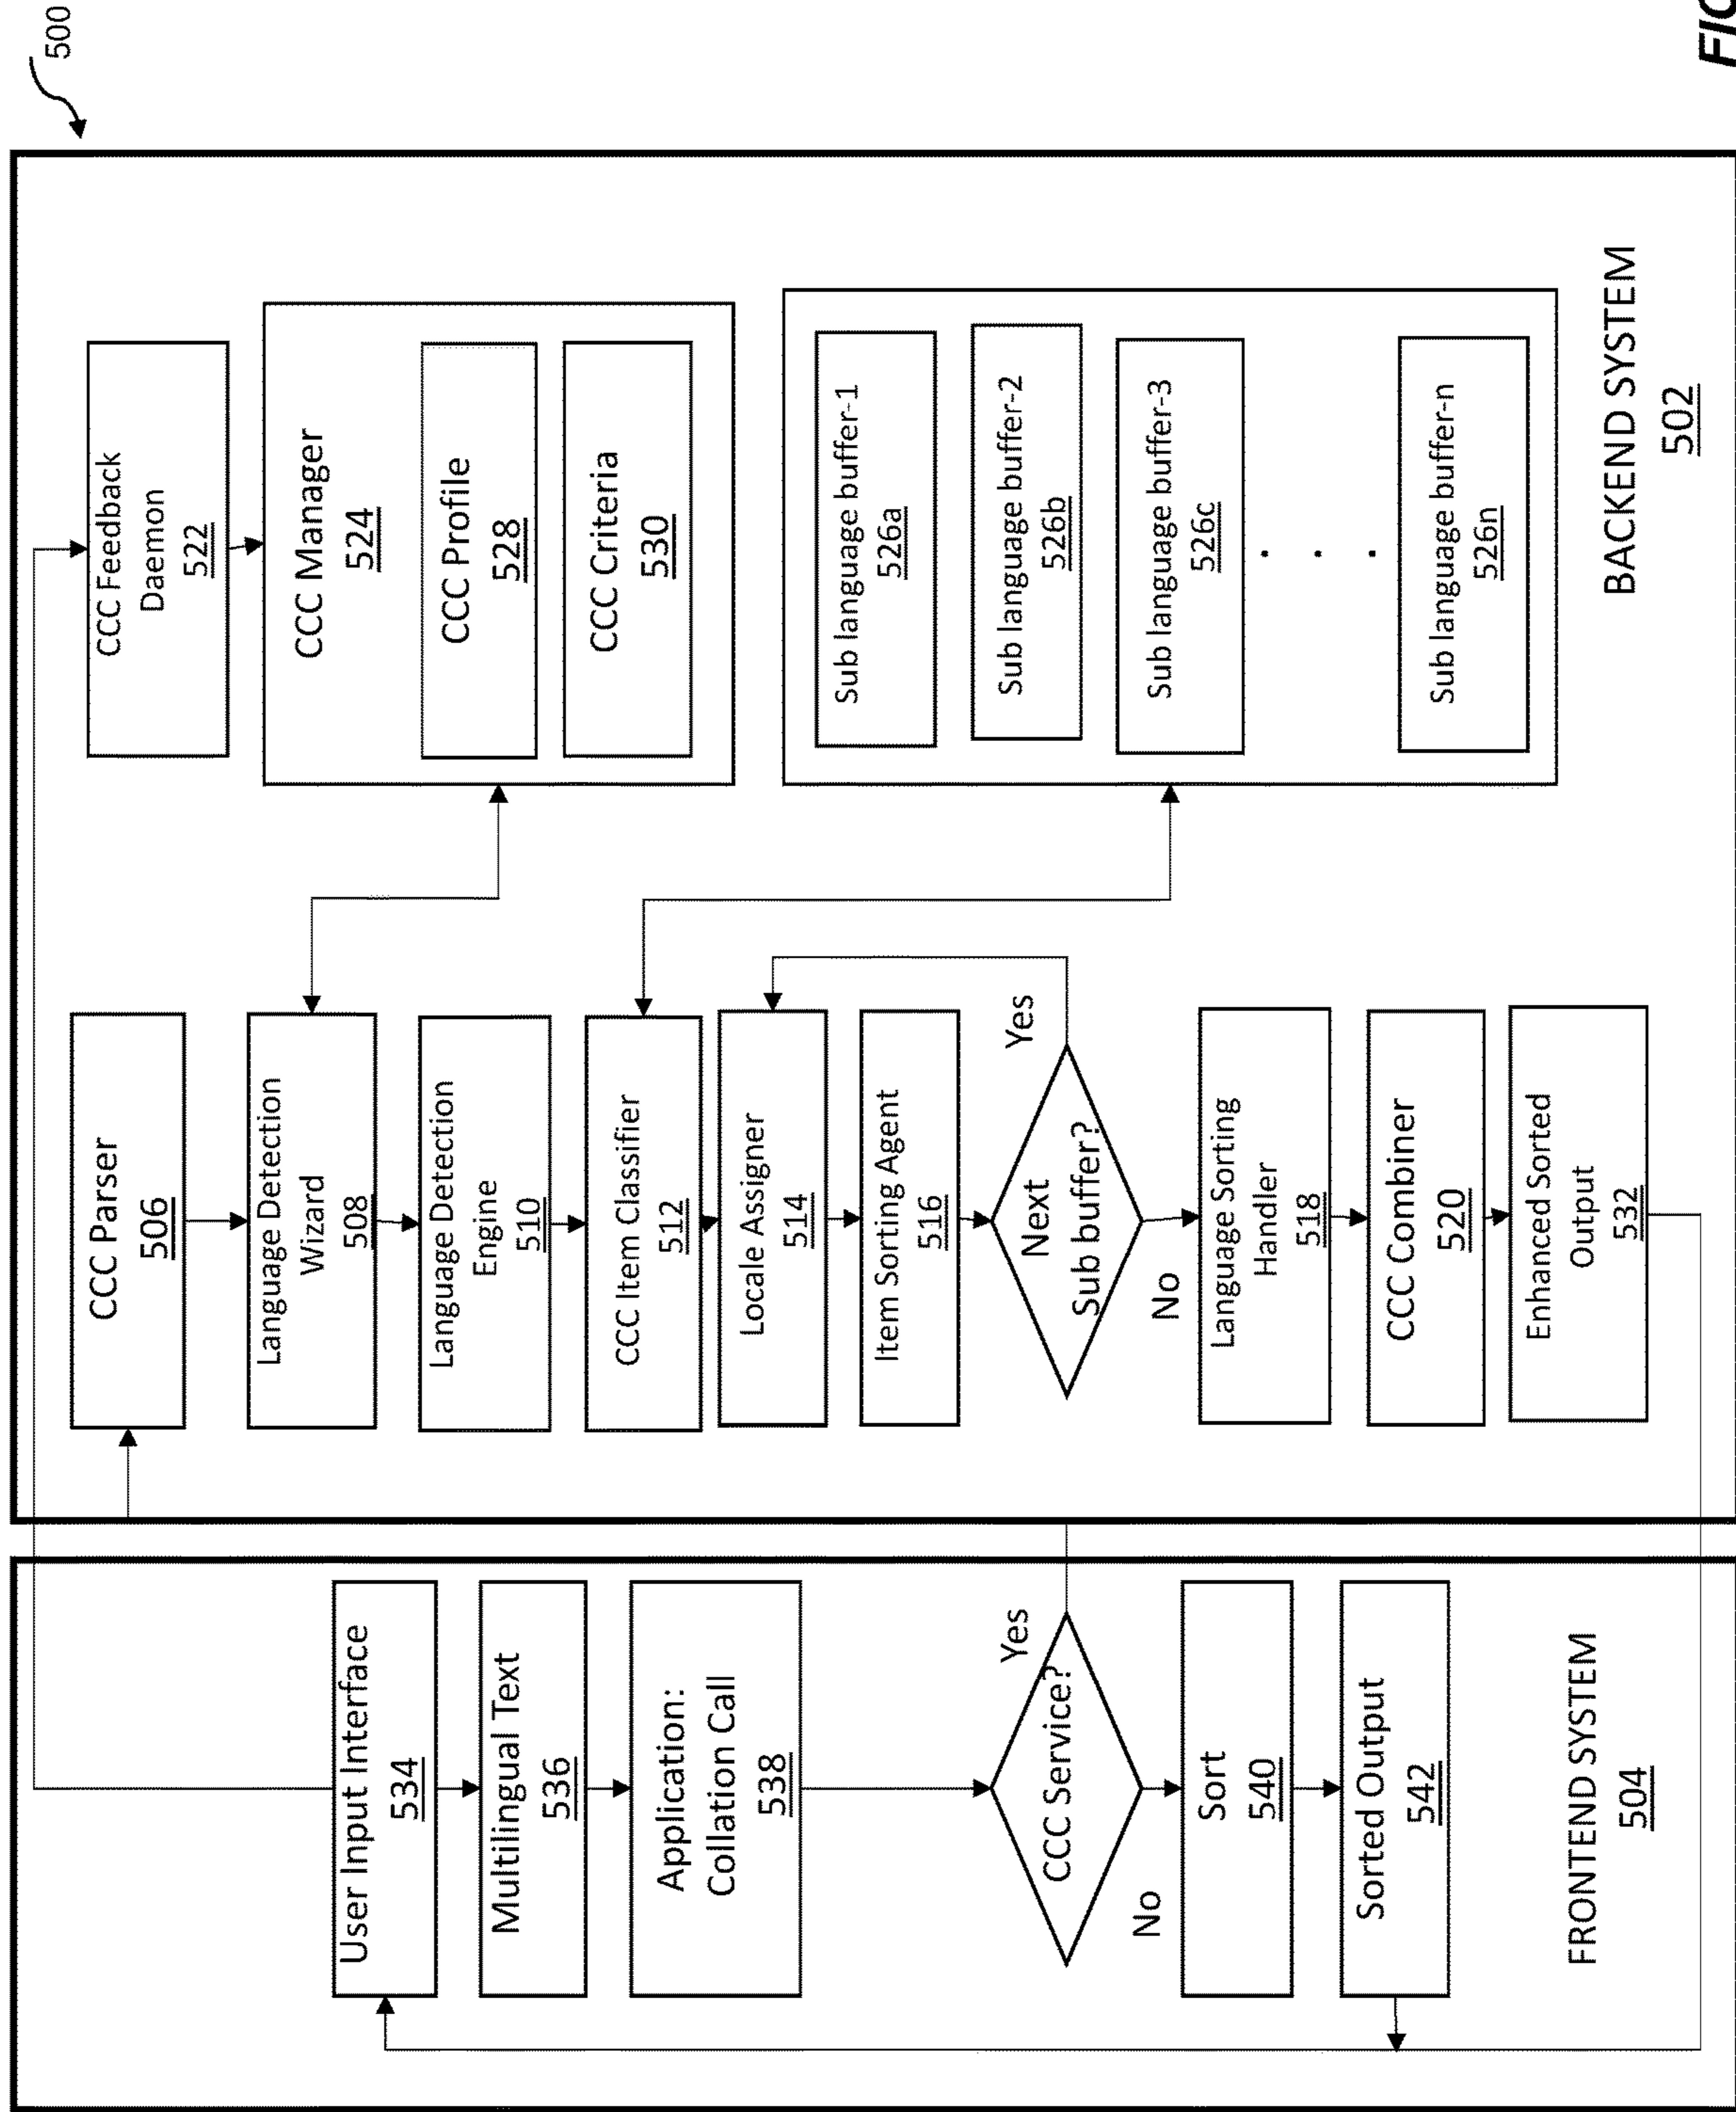 500
FRONTEND SYSTEM
504
User Input Interface
534
Multilingual Text
536
Application:
Collation Call
538
CCC Service?
Yes
No
Sort
540
Sorted Output
542
BACKEND SYSTEM
502
CCC Parser
506
Language Detection
Wizard
508
Language Detection
Engine
510
CCC Item Classifier
512
Locale Assigner
514
Item Sorting Agent
516
Next
Sub buffer?
Yes
No
Language Sorting
Handler
518
CCC Combiner
520
Enhanced Sorted
Output
532
CCC Feedback
Daemon
522
CCC Manager
524
CCC Profile
528
CCC Criteria
530
Sub language buffer-1
526a
Sub language buffer-2
526b
Sub language buffer-3
526c
. . .
Sub language buffer-n
526n